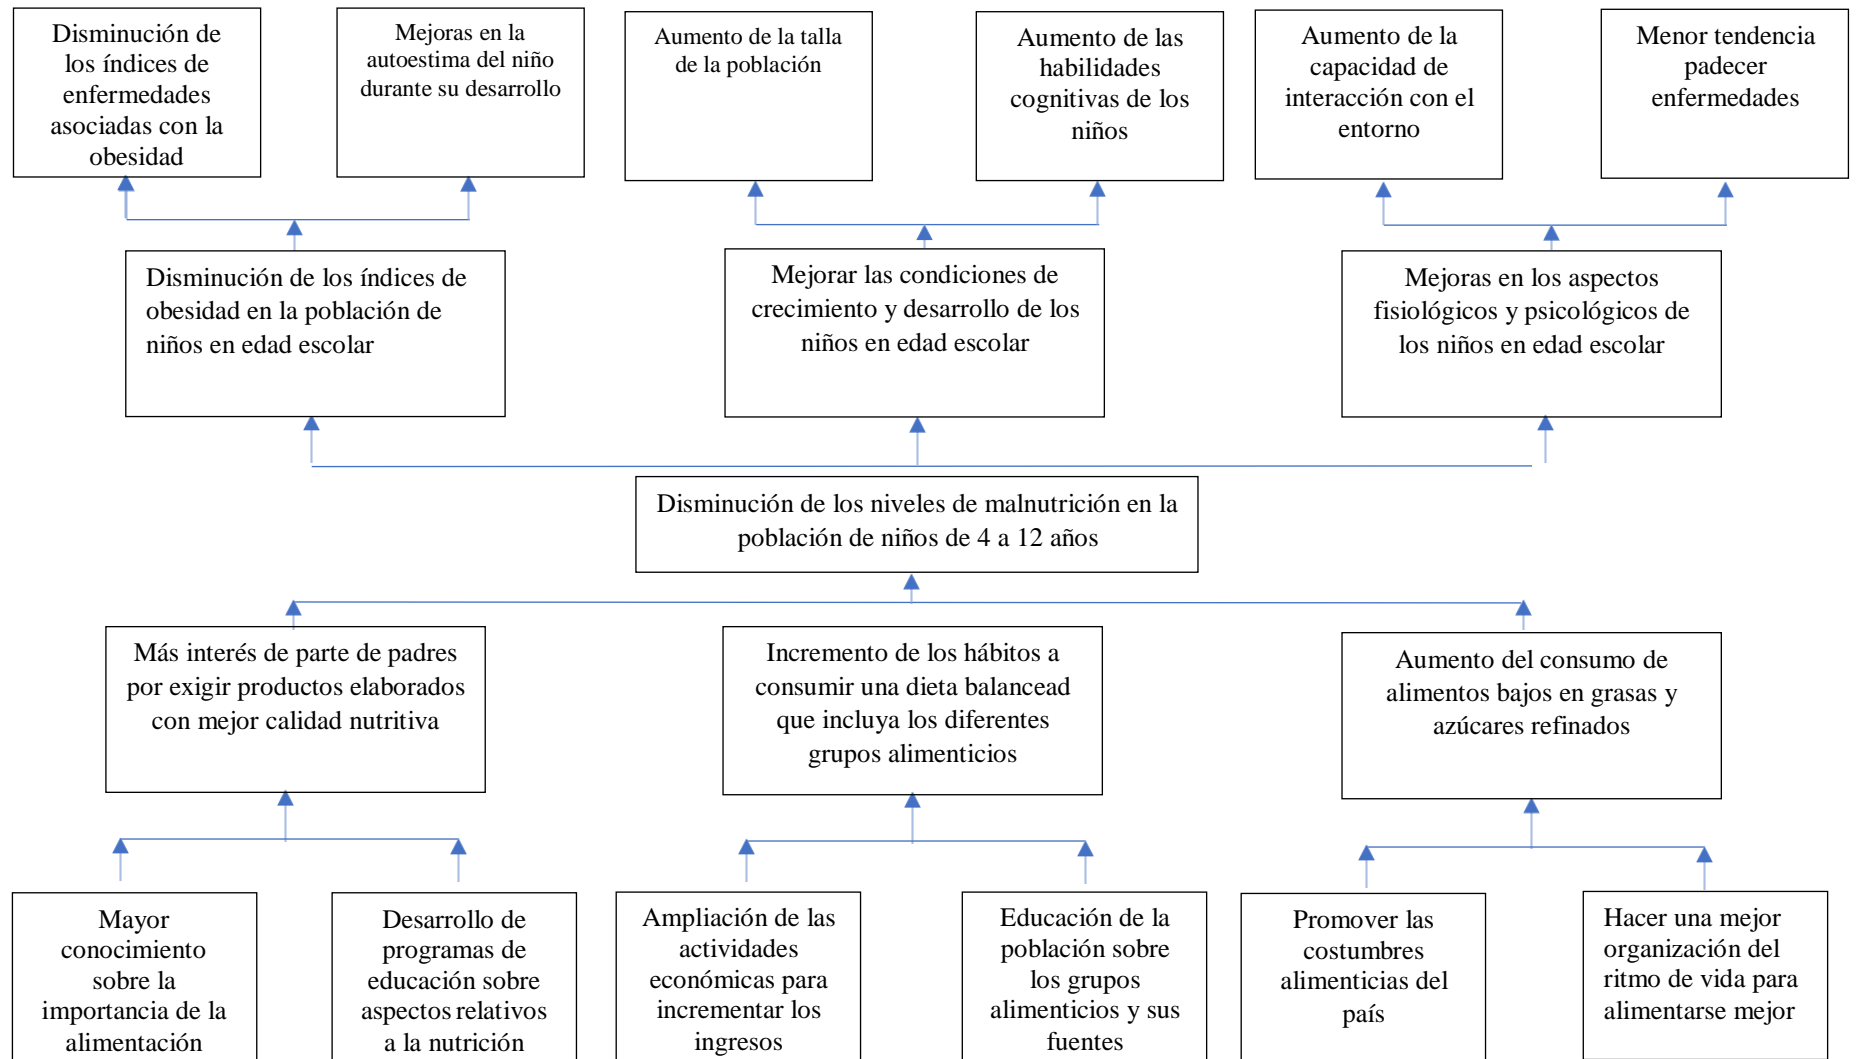 Disminución de
los índices de
enfermedades
asociadas con la
obesidad
Mejoras en la
autoestima del niño
durante su desarrollo
Aumento de la talla
de la población
Aumento de las
habilidades
cognitivas de los
niños
Aumento de la
capacidad de
interacción con el
entorno
Menor tendencia
padecer
enfermedades
Disminución de los índices de
obesidad en la población de
niños en edad escolar
Mejorar las condiciones de
crecimiento y desarrollo de los
niños en edad escolar
Mejoras en los aspectos
fisiológicos y psicológicos de
los niños en edad escolar
Disminución de los niveles de malnutrición en la
población de niños de 4 a 12 años
Más interés de parte de padres
por exigir productos elaborados
con mejor calidad nutritiva
Incremento de los hábitos a
consumir una dieta balancead
que incluya los diferentes
grupos alimenticios
Aumento del consumo de
alimentos bajos en grasas y
azúcares refinados
Mayor
conocimiento
sobre la
importancia de la
alimentación
Desarrollo de
programas de
educación sobre
aspectos relativos
a la nutrición
Ampliación de las
actividades
económicas para
incrementar los
ingresos
Educación de la
población sobre
los grupos
alimenticios y sus
fuentes
Promover las
costumbres
alimenticias del
país
Hacer una mejor
organización del
ritmo de vida para
alimentarse mejor